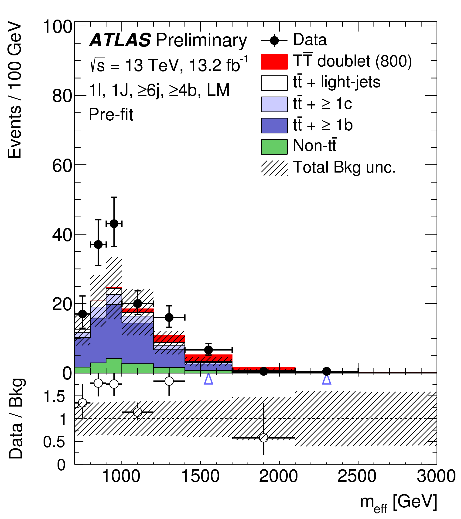 Events / 100 GeV
100
80
60
40
20
0
ATLAS Preliminary
√s = 13 TeV, 13.2 fb⁻¹
1l, 1J, ≥6j, ≥4b, LM
Pre-fit
Data
TT̅ doublet (800)
tt̅ + light-jets
tt̅ + ≥ 1c
tt̅ + ≥ 1b
Non-tt̅
Total Bkg unc.
Data / Bkg
1.5
1
0.5
0
1000 1500 2000 2500 3000
m_eff [GeV]